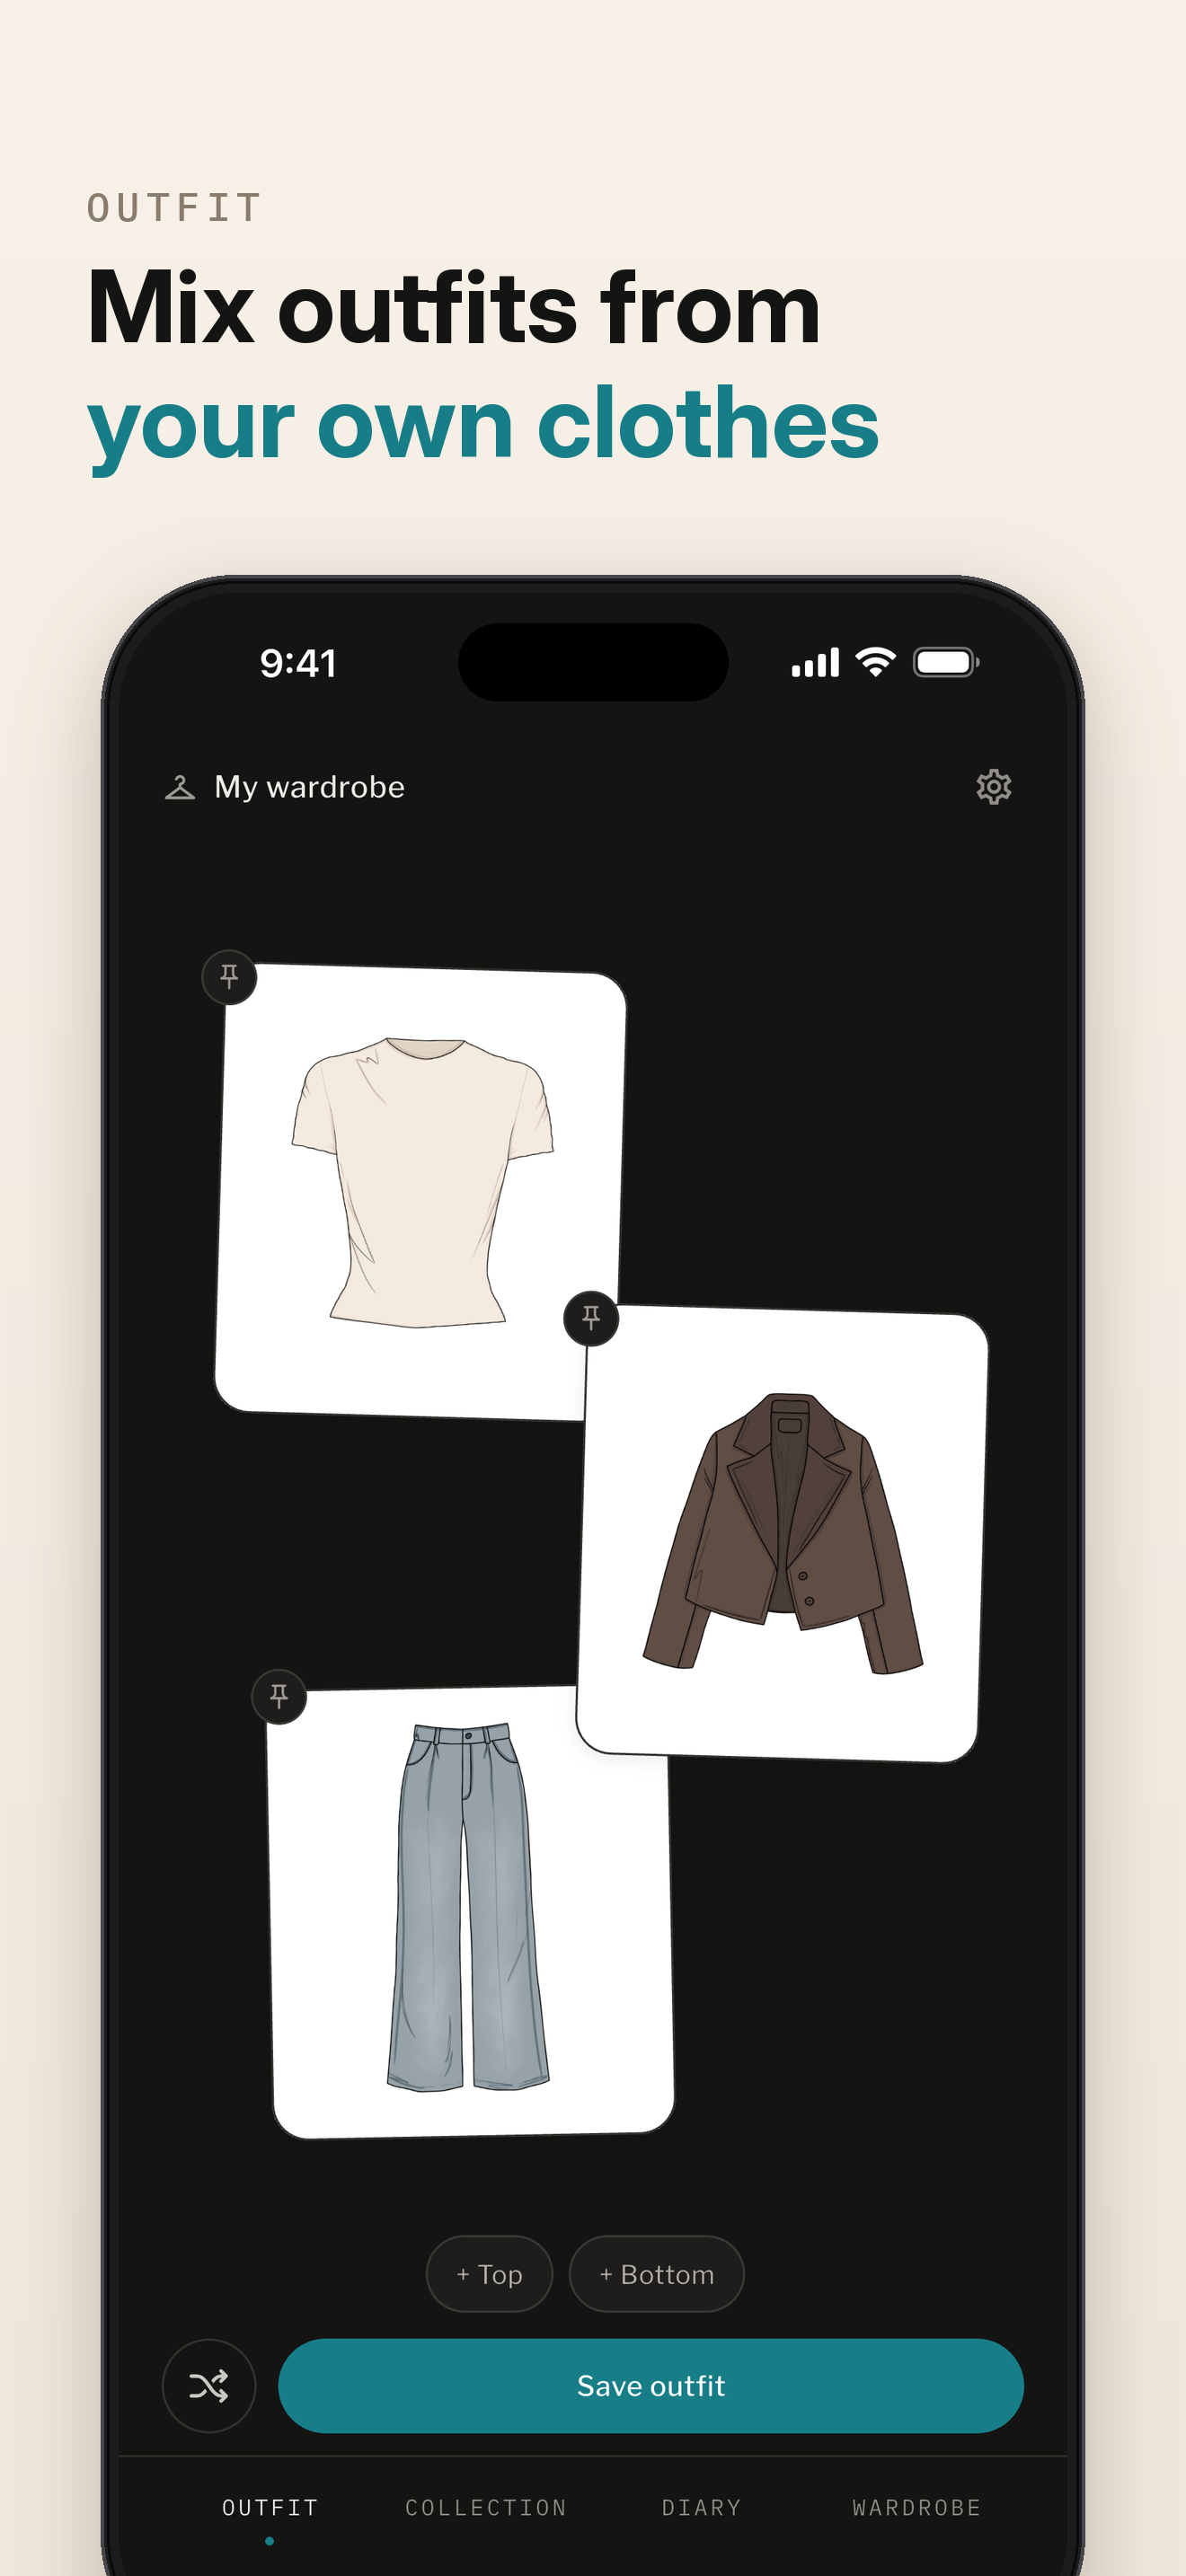 OUTFIT
Mix outfits from
your own clothes
9:41
My wardrobe
+ Top
+ Bottom
Save outfit
OUTFIT
COLLECTION
DIARY
WARDROBE